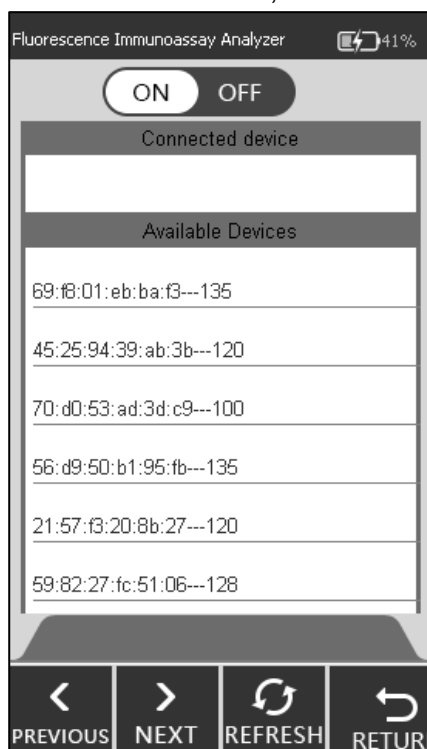 Fluorescence Immunoassay Analyzer 41%
ON OFF
Connected device
Available Devices
69:f8:01:eb:ba:f3---135
45:25:94:39:ab:3b---120
70:d0:53:ad:3d:c9---100
56:d9:50:b1:95:fb---135
21:57:f3:20:8b:27---120
59:82:27:fc:51:06---128
PREVIOUS NEXT REFRESH RETUR